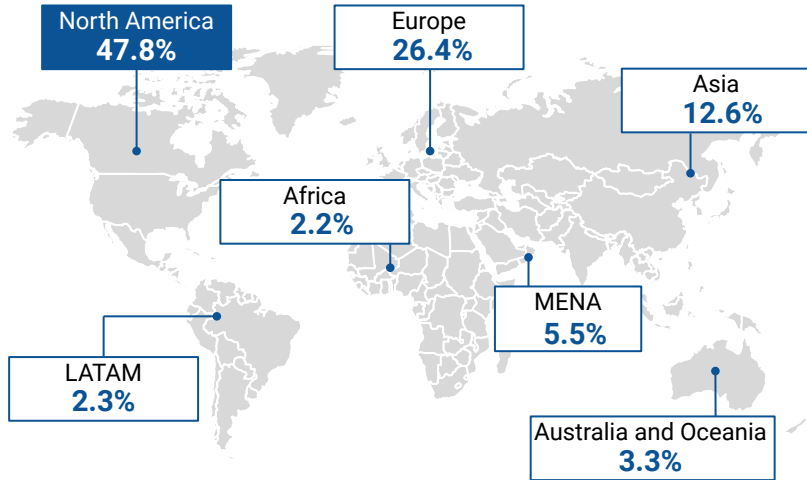 North America
47.8%
Europe
26.4%
Asia
12.6%
Africa
2.2%
MENA
5.5%
LATAM
2.3%
Australia and Oceania
3.3%